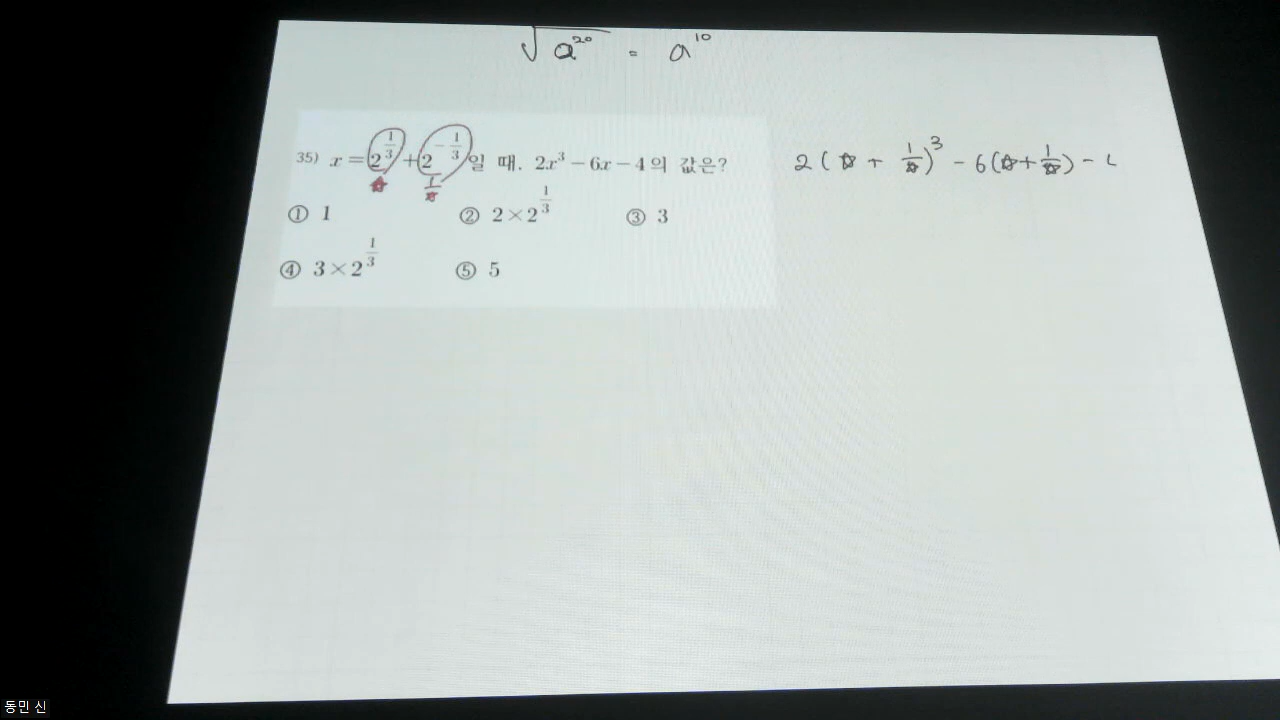 √a²⁰ = a¹⁰
35) x = 2^(1/3) + 2^(-1/3)일 때. 2x³ − 6x − 4의 값은?
☆ 1/☆
① 1 ② 2×2^(1/3) ③ 3
④ 3×2^(1/3) ⑤ 5
2(☆ + 1/☆)³ − 6(☆+1/☆) −
동민 신